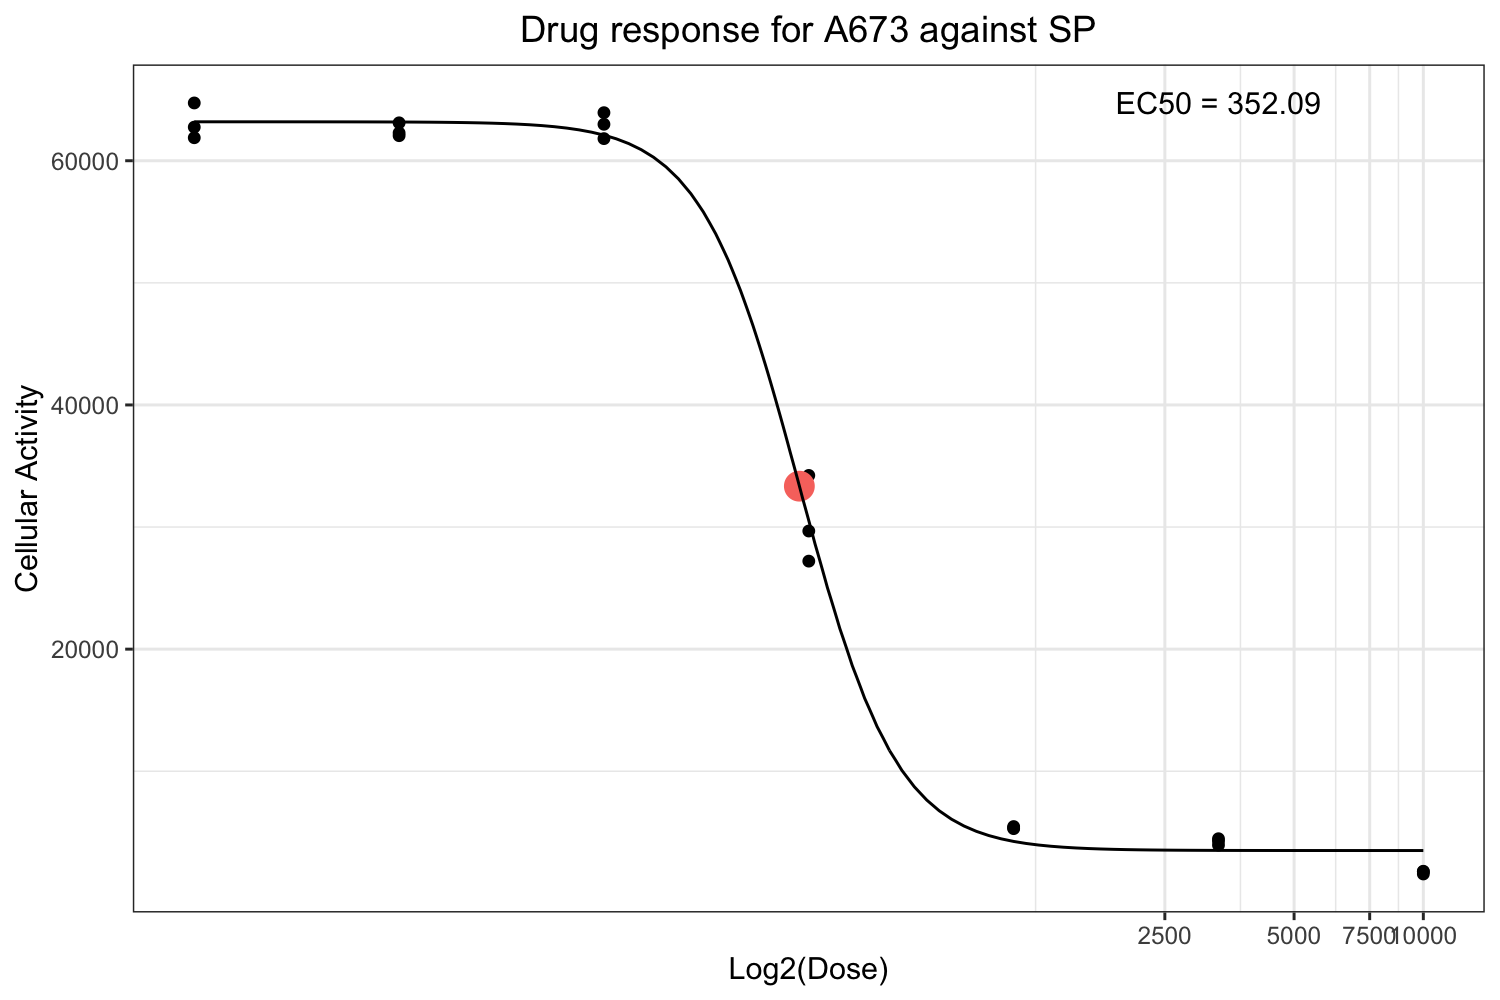 Drug response for A673 against SP
EC50 = 352.09
60000
40000
20000
Cellular Activity
2500 5000 7500 10000
Log2(Dose)